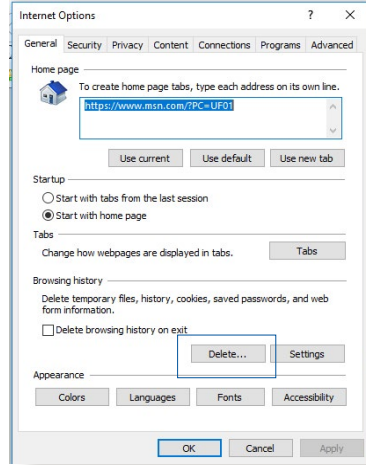 Internet Options ? X
General Security Privacy Content Connections Programs Advanced
Home page
To create home page tabs, type each address on its own line.
https://www.msn.com/?PC=UF01
Use current Use default Use new tab
Startup
Start with tabs from the last session
Start with home page
Tabs
Change how webpages are displayed in tabs. Tabs
Browsing history
Delete temporary files, history, cookies, saved passwords, and web
form information.
Delete browsing history on exit
Delete... Settings
Appearance
Colors Languages Fonts Accessibility
OK Cancel Apply